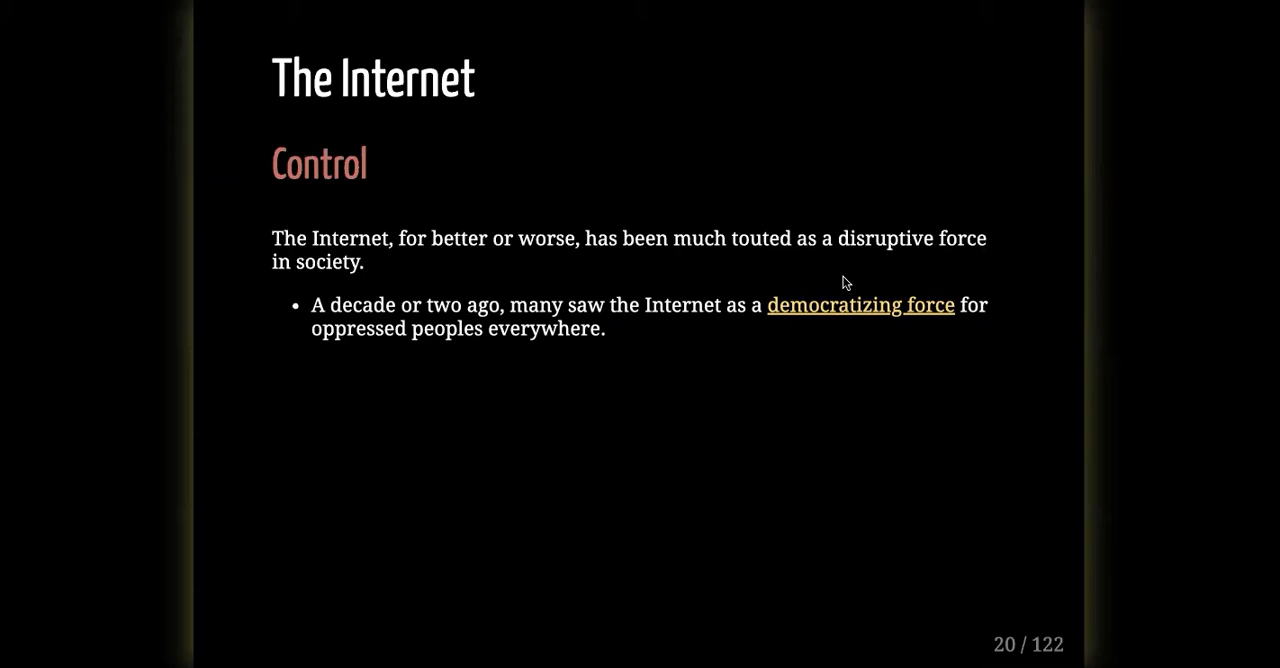 The Internet
Control
The Internet, for better or worse, has been much touted as a disruptive force
in society.
• A decade or two ago, many saw the Internet as a democratizing force for
oppressed peoples everywhere.
20 / 122